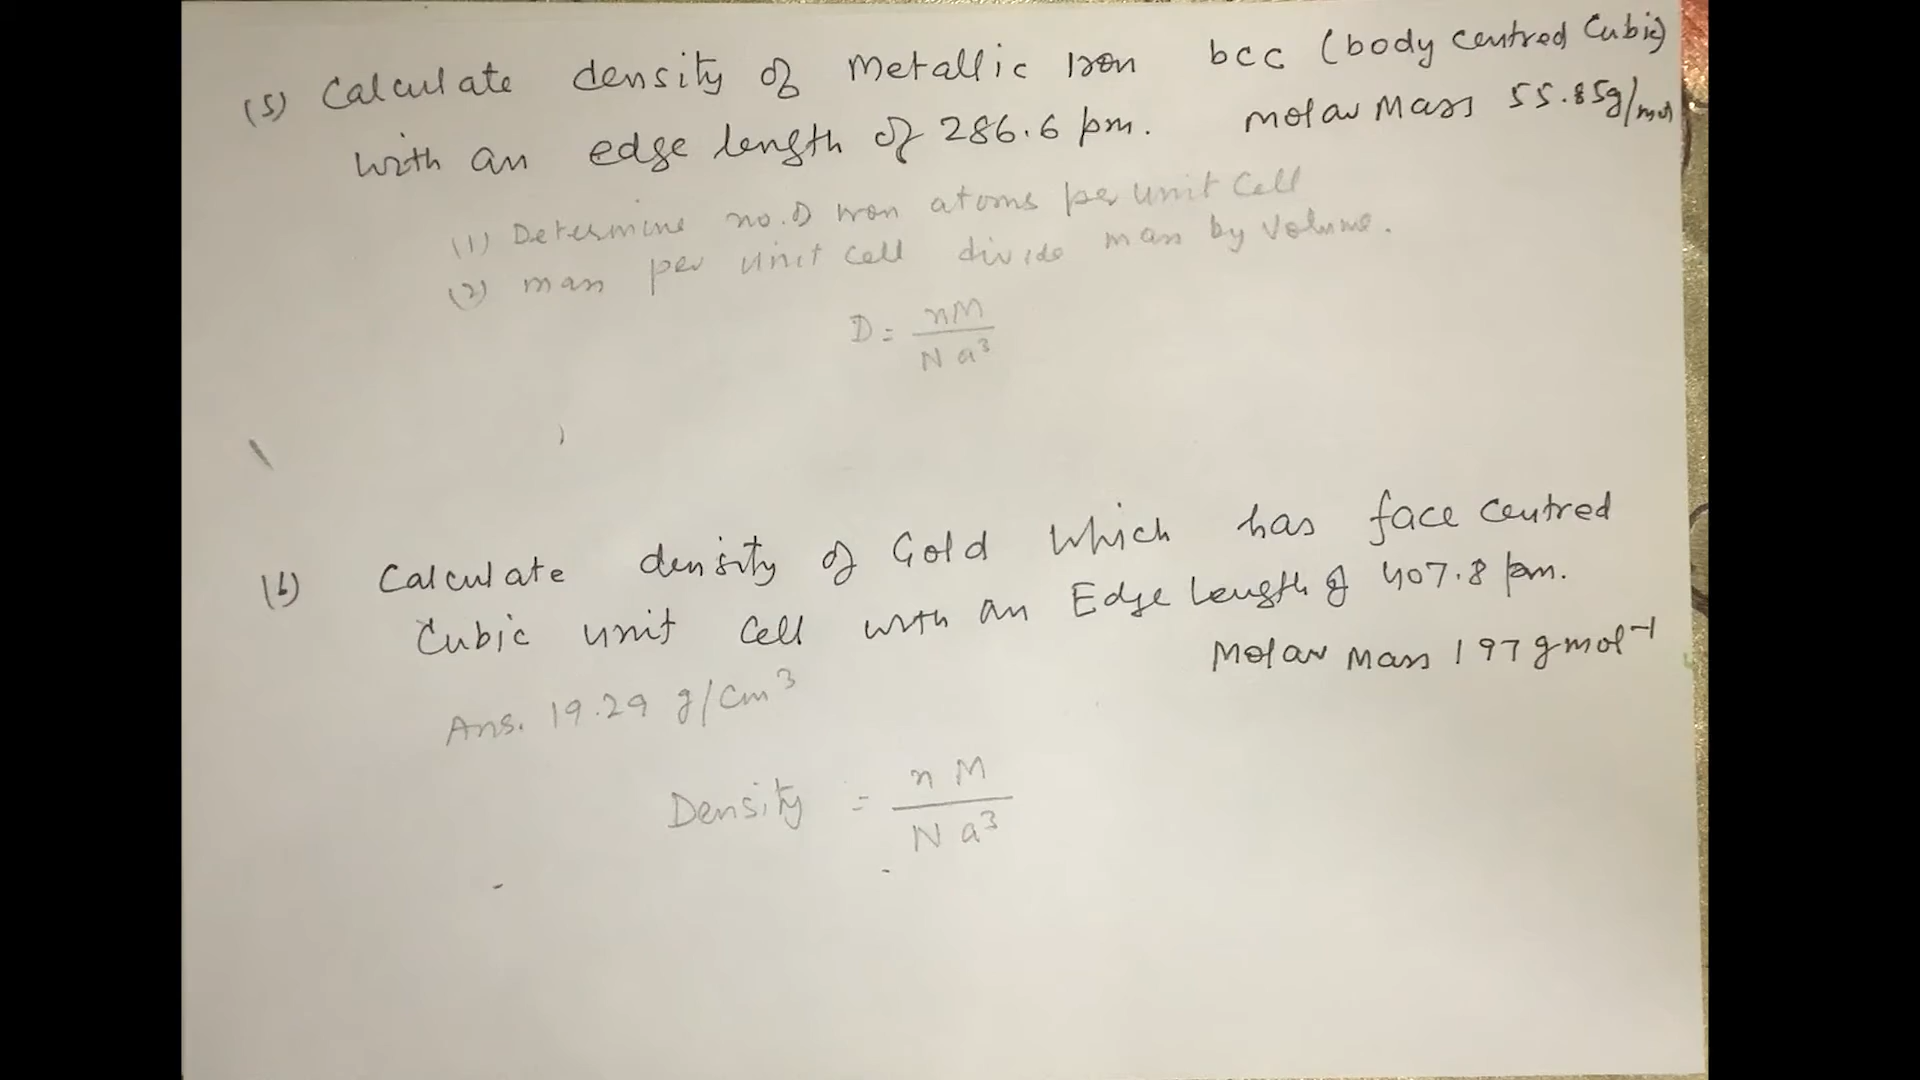 (5) Calculate density of Metallic Iron bcc (body centred Cubic)
with an edge length of 286.6 pm. Molar Mass 55.85g/mol
(1) Determine no. of iron atoms per unit Cell
(2) mass per unit cell divide mass by Volume.
D = nM / N a³
(6) Calculate density of Gold which has face centred
Cubic unit Cell with an Edge Length of 407.8 pm.
Molar Mass 197 g mol⁻¹
Ans. 19.29 g/cm³
Density = n M / N a³